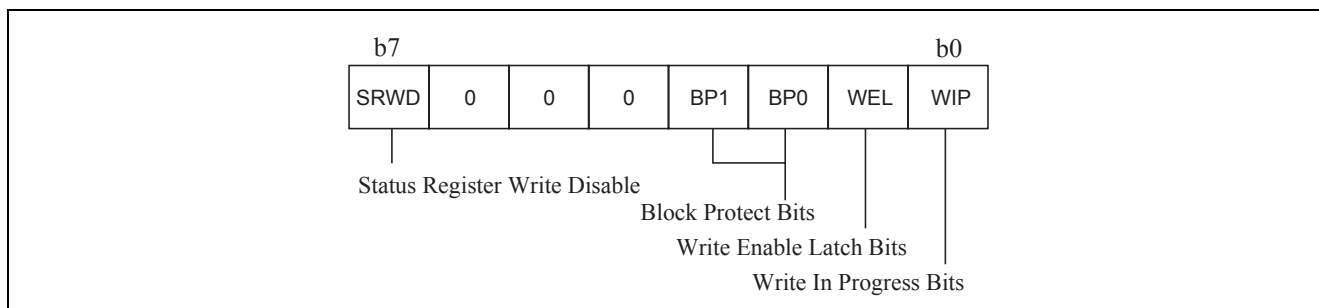 b7 b0
SRWD 0 0 0 BP1 BP0 WEL WIP
Status Register Write Disable
Block Protect Bits
Write Enable Latch Bits
Write In Progress Bits